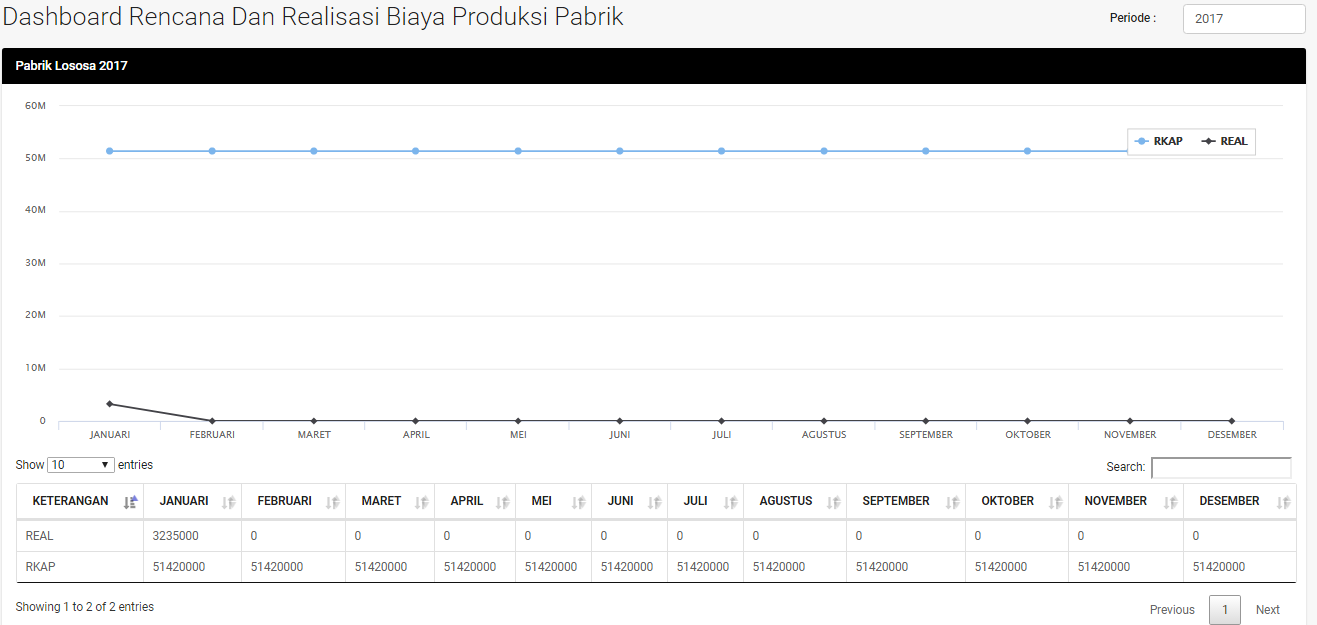 Dashboard Rencana Dan Realisasi Biaya Produksi Pabrik
Periode : 2017
Pabrik Lososa 2017
60M
50M
40M
30M
20M
10M
0
RKAP REAL
JANUARI FEBRUARI MARET APRIL MEI JUNI JULI AGUSTUS SEPTEMBER OKTOBER NOVEMBER DESEMBER
Show 10 entries
Search:
KETERANGAN JANUARI FEBRUARI MARET APRIL MEI JUNI JULI AGUSTUS SEPTEMBER OKTOBER NOVEMBER DESEMBER
REAL 3235000 0 0 0 0 0 0 0 0 0 0 0
RKAP 51420000 51420000 51420000 51420000 51420000 51420000 51420000 51420000 51420000 51420000 51420000 51420000
Showing 1 to 2 of 2 entries
Previous 1 Next